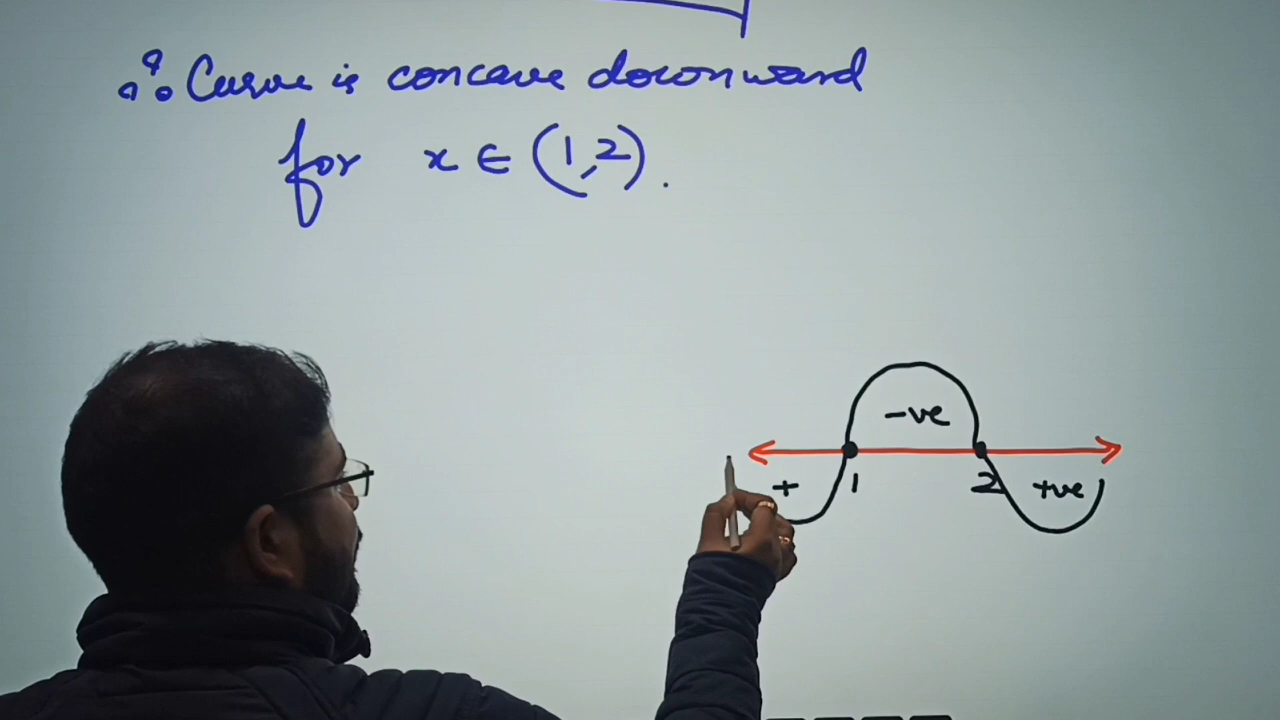 ∴ Curve is concave downward
for x ∈ (1,2).
-ve
+ 1 2 +ve